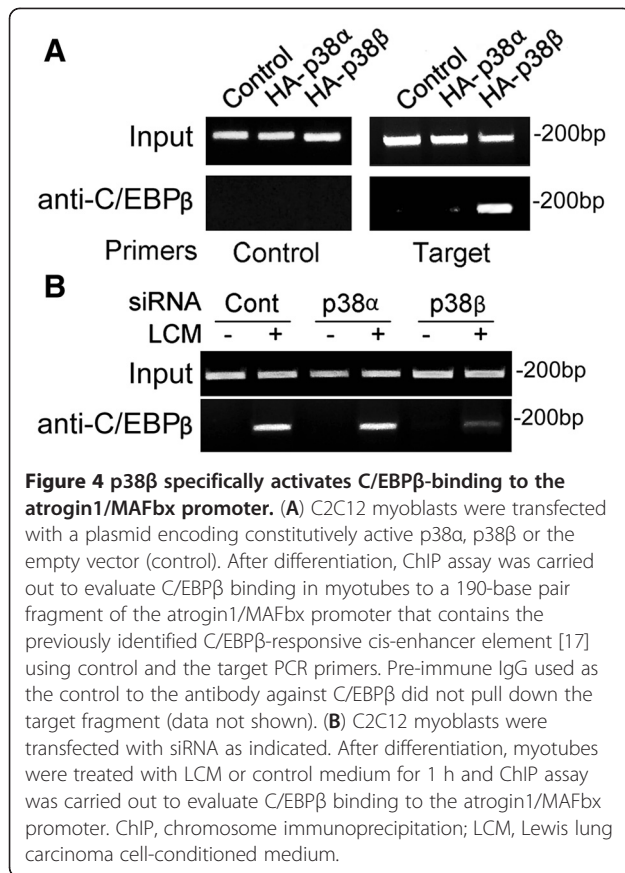 A
Control HA-p38α HA-p38β Control HA-p38α HA-p38β
Input -200bp
anti-C/EBPβ -200bp
Primers Control Target
B
siRNA Cont p38α p38β
LCM - + - + - +
Input -200bp
anti-C/EBPβ -200bp
Figure 4 p38β specifically activates C/EBPβ-binding to the
atrogin1/MAFbx promoter. (A) C2C12 myoblasts were transfected
with a plasmid encoding constitutively active p38α, p38β or the
empty vector (control). After differentiation, ChIP assay was carried
out to evaluate C/EBPβ binding in myotubes to a 190-base pair
fragment of the atrogin1/MAFbx promoter that contains the
previously identified C/EBPβ-responsive cis-enhancer element [17]
using control and the target PCR primers. Pre-immune IgG used as
the control to the antibody against C/EBPβ did not pull down the
target fragment (data not shown). (B) C2C12 myoblasts were
transfected with siRNA as indicated. After differentiation, myotubes
were treated with LCM or control medium for 1 h and ChIP assay
was carried out to evaluate C/EBPβ binding to the atrogin1/MAFbx
promoter. ChIP, chromosome immunoprecipitation; LCM, Lewis lung
carcinoma cell-conditioned medium.